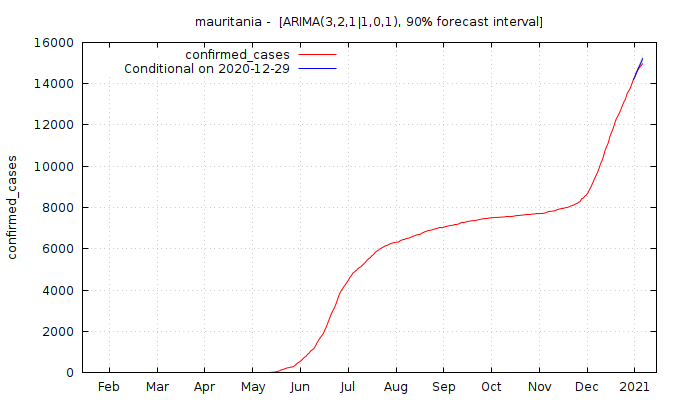 mauritania -  [ARIMA(3,2,1|1,0,1), 90% forecast interval]
confirmed_cases
Conditional on 2020-12-29
confirmed_cases
16000
14000
12000
10000
8000
6000
4000
2000
0
Feb Mar Apr May Jun Jul Aug Sep Oct Nov Dec 2021